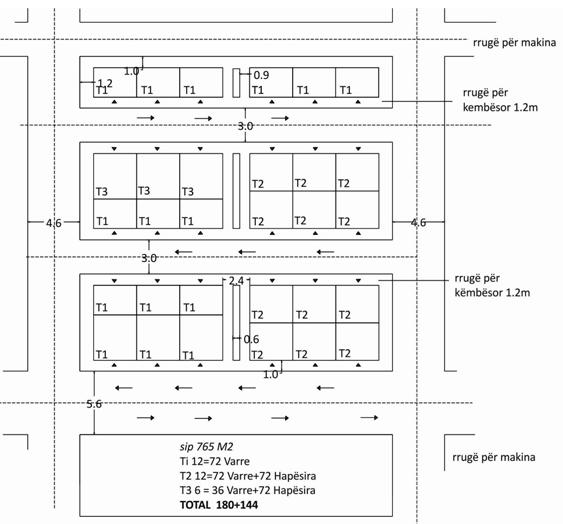 rrugë për makina
1.0
1.2
0.9
T1 T1 T1 T1 T1 T1
rrugë për
kembësor 1.2m
3.0
T3 T3 T3 T2 T2 T2
T1 T1 T1 T2 T2 T2
4.6 4.6
3.0
2.4
rrugë për
këmbësor 1.2m
T1 T1 T1 T2 T2 T2
0.6
T1 T1 T1 T2 T2 T2
1.0
5.6
sip 765 M2
Ti 12=72 Varre
T2 12=72 Varre+72 Hapësira
T3 6 = 36 Varre+72 Hapësira
TOTAL 180+144
rrugë për makina